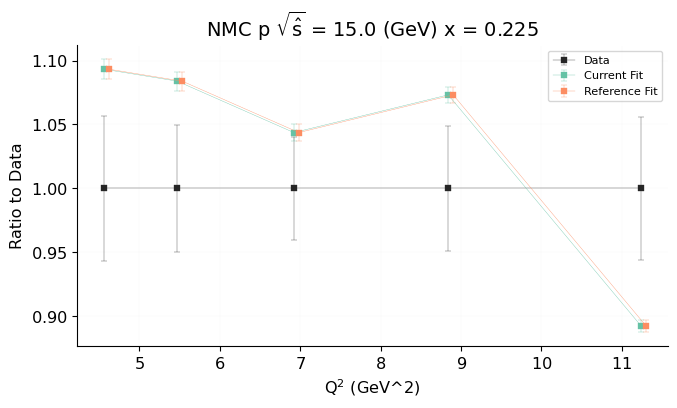 NMC p √ŝ = 15.0 (GeV) x = 0.225
Data
Current Fit
Reference Fit
Ratio to Data
1.10
1.05
1.00
0.95
0.90
5 6 7 8 9 10 11
Q² (GeV^2)